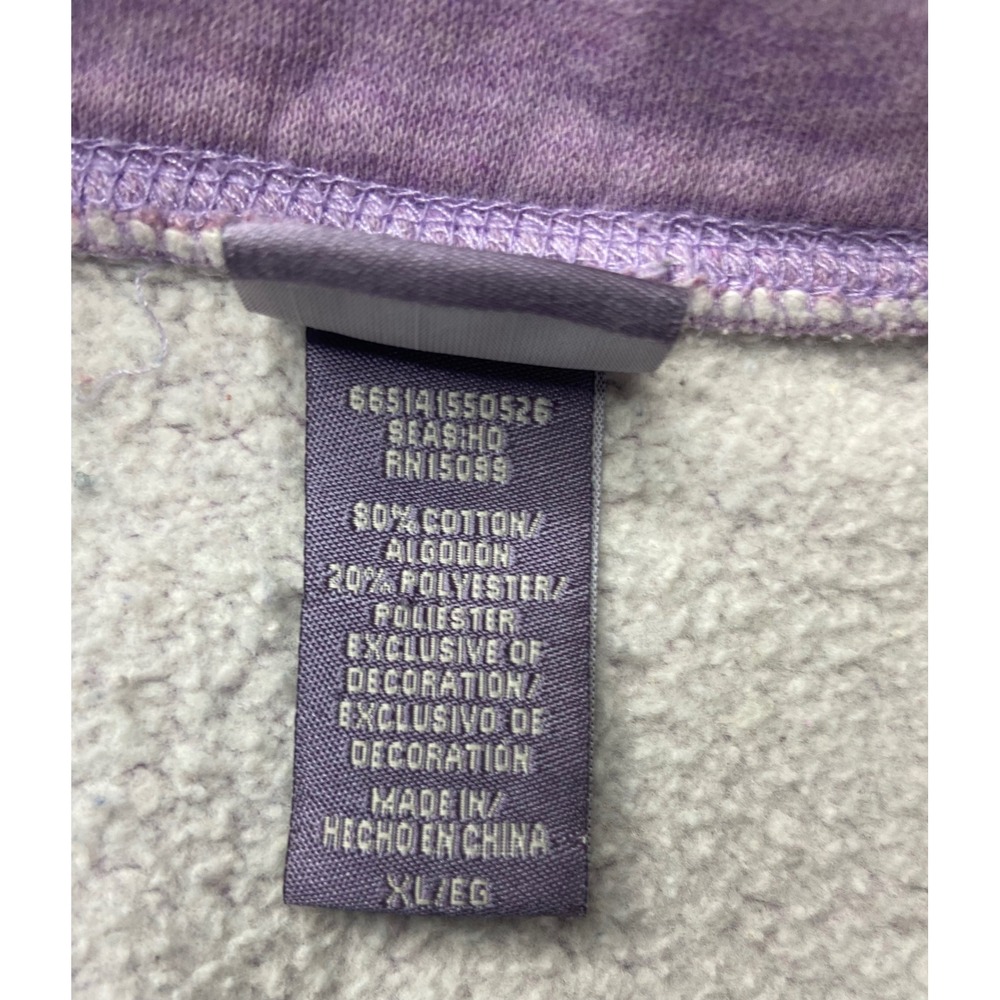 665141550526
SEAS:HO
RN15099
80% COTTON/
ALGODON
20% POLYESTER/
POLIESTER
EXCLUSIVE OF
DECORATION/
EXCLUSIVO DE
DECORATION
MADE IN/
HECHO EN CHINA
XL/EG